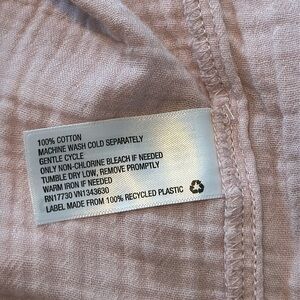 100% COTTON
MACHINE WASH COLD SEPARATELY
GENTLE CYCLE
ONLY NON-CHLORINE BLEACH IF NEEDED
TUMBLE DRY LOW, REMOVE PROMPTLY
WARM IRON IF NEEDED
RN17730 VN1343630
LABEL MADE FROM 100% RECYCLED PLASTIC